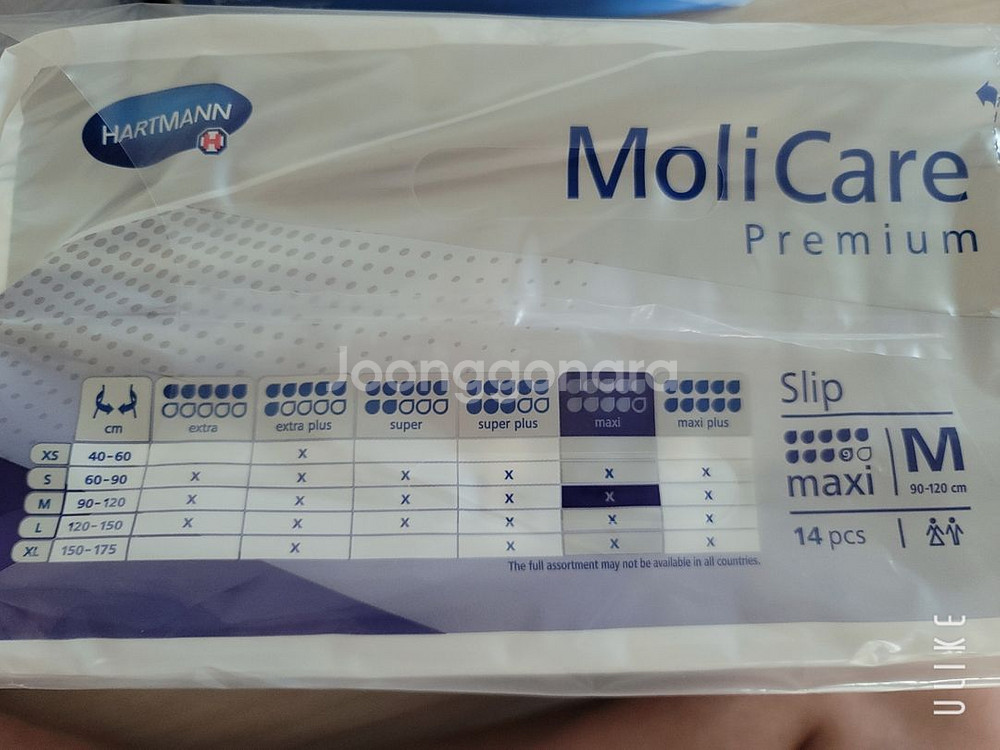 HARTMANN
H
MoliCare
Premium
Joonggonara
cm extra extra plus super super plus maxi maxi plus
XS 40-60 x
S 60-90 x x x x x x
M 90-120 x x x x x x
L 120-150 x x x x x x
XL 150-175 x x x x
The full assortment may not be available in all countries.
Slip
9
maxi M
90-120 cm
14 pcs
ULIKE